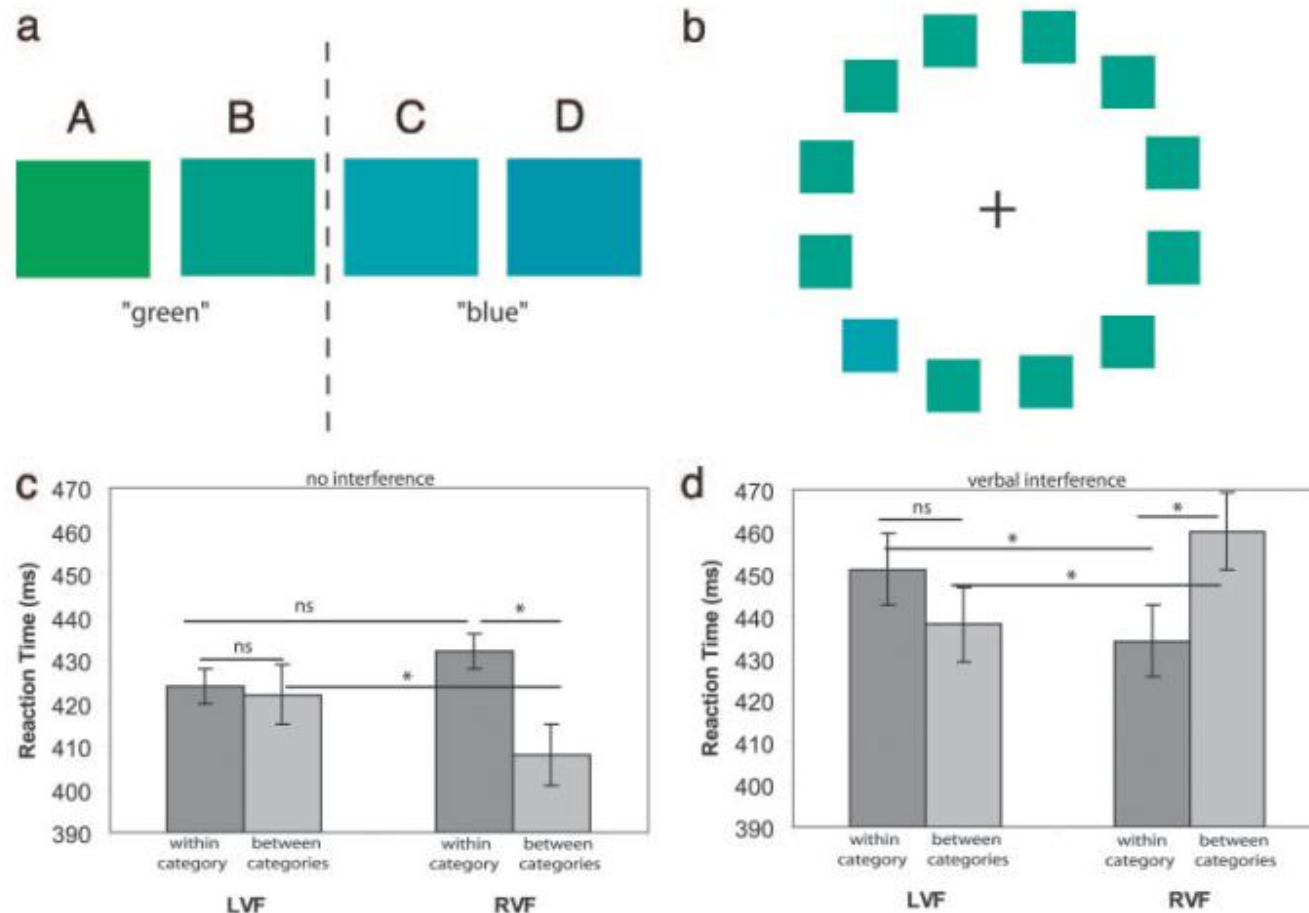 a
A B C D
"green" "blue"
b
c
no interference
Reaction Time (ms)
470
460
450
440
430
420
410
400
390
ns
*
ns
*
within category
between categories
within category
between categories
LVF RVF
d
verbal interference
Reaction Time (ms)
470
460
450
440
430
420
410
400
390
ns
*
*
*
within category
between categories
within category
between categories
LVF RVF